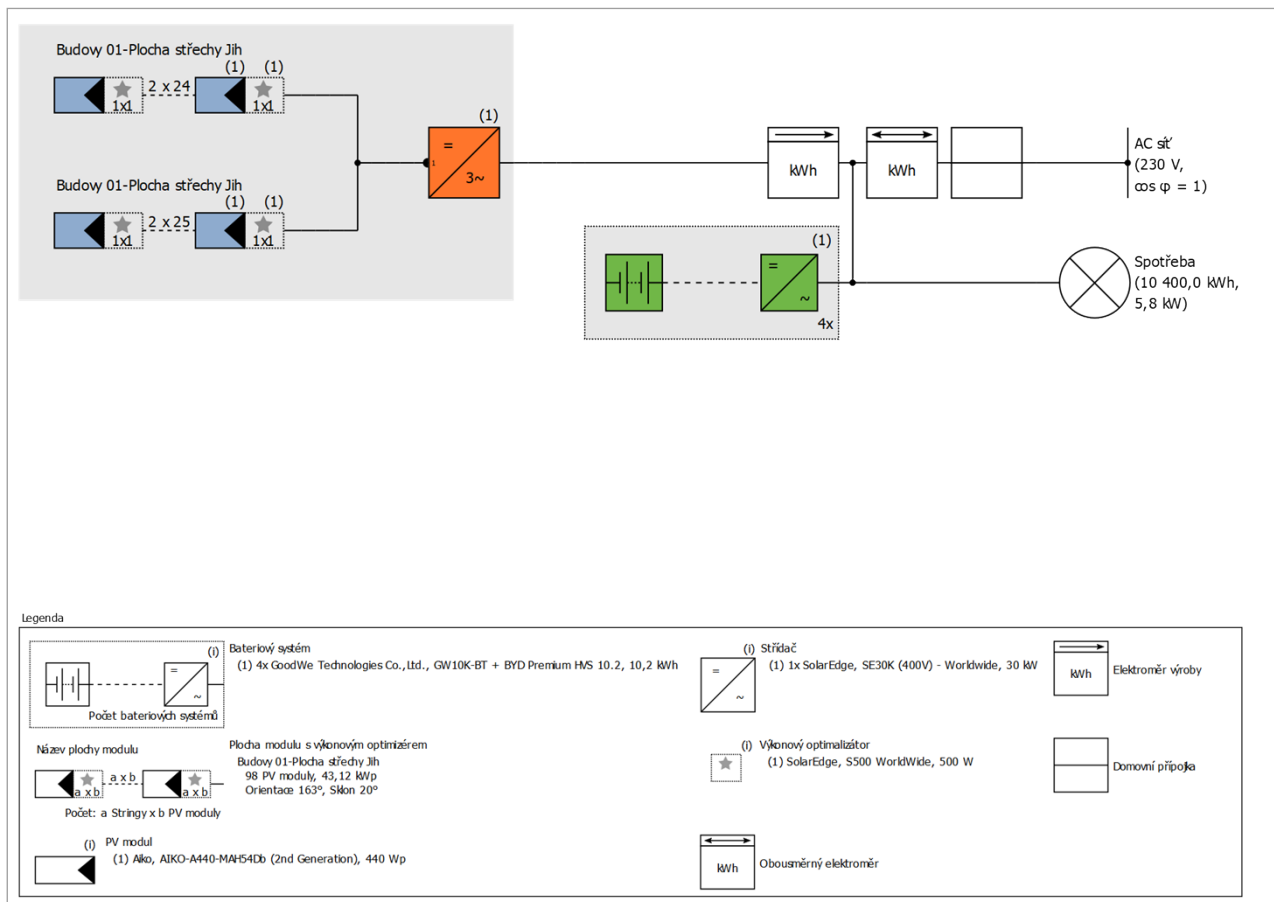 Budowy 01-Plocha střechy Jih
(1) (1)
2 x 24
1x1 1x1
(1)
=
1
3~
Budowy 01-Plocha střechy Jih
(1) (1)
2 x 25
1x1 1x1
kWh
kWh
AC síť
(230 V,
cos φ = 1)
(1)
=
~
4x
Spotřeba
(10 400,0 kWh,
5,8 kW)
Legenda
(i) Bateriový systém
(1) 4x GoodWe Technologies Co.,Ltd., GW10K-BT + BYD Premium HVS 10.2, 10,2 kWh
=
~
Počet bateriových systémů
Název plochy modulu
a x b
a x b a x b
Počet: a Stringy x b PV moduly
Plocha modulu s výkonovým optimizérem
Budowy 01-Plocha střechy Jih
98 PV moduly, 43,12 kWp
Orientace 163°, Sklon 20°
(i) PV modul
(1) Aiko, AIKO-A440-MAH54Db (2nd Generation), 440 Wp
(i) Střídač
(1) 1x SolarEdge, SE30K (400V) - Worldwide, 30 kW
=
~
(i) Výkonový optimalizátor
(1) SolarEdge, S500 WorldWide, 500 W
kWh
Obousměrný elektroměr
kWh
Elektroměr výroby
Domovní přípojka